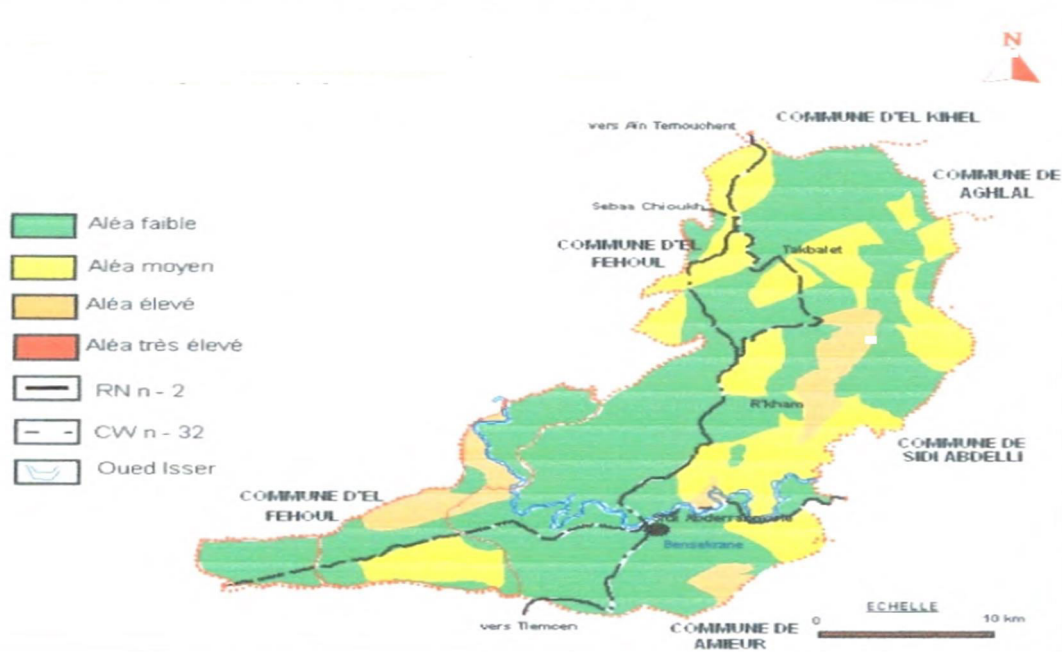 N
COMMUNE D'EL KIHEL
vers Aïn Temouchent
COMMUNE DE
AGHLAL
Sebaa Chioukh
COMMUNE D'EL
FEHOUL
Takbalet
Aléa faible
Aléa moyen
Aléa élevé
Aléa très élevé
RN n - 2
CW n - 32
Oued Isser
R'kham
COMMUNE DE
SIDI ABDELLI
COMMUNE D'EL
FEHOUL
Bensekrane
vers Tlemcen
COMMUNE DE
AMIEUR
ECHELLE
0 10 km